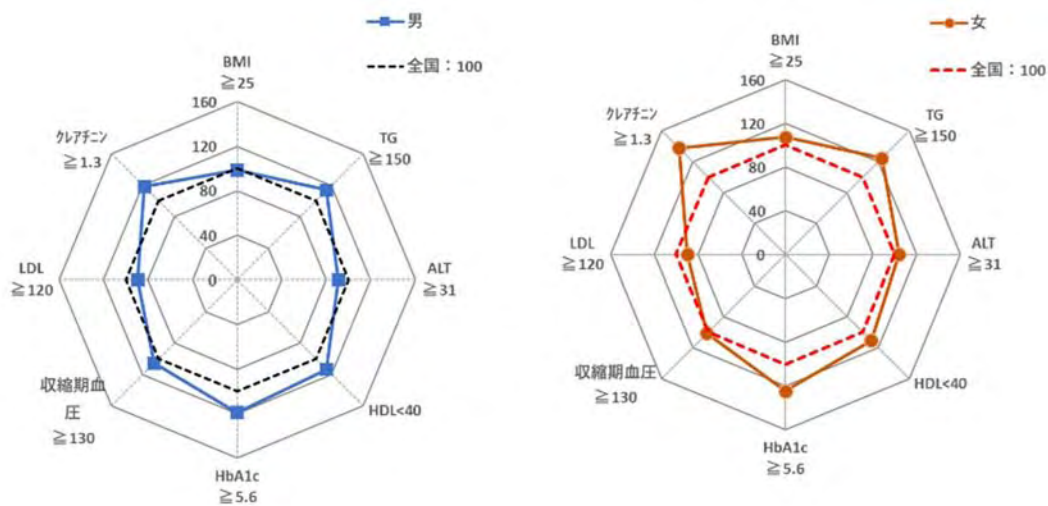 男
全国：100
BMI
≧25
160
120
80
40
0
TG
≧150
ALT
≧31
HDL<40
HbA1c
≧5.6
収縮期血
圧
≧130
LDL
≧120
ｸﾚｱﾁﾆﾝ
≧1.3
女
全国：100
BMI
≧25
160
120
80
40
0
TG
≧150
ALT
≧31
HDL<40
HbA1c
≧5.6
収縮期血圧
≧130
LDL
≧120
ｸﾚｱﾁﾆﾝ
≧1.3